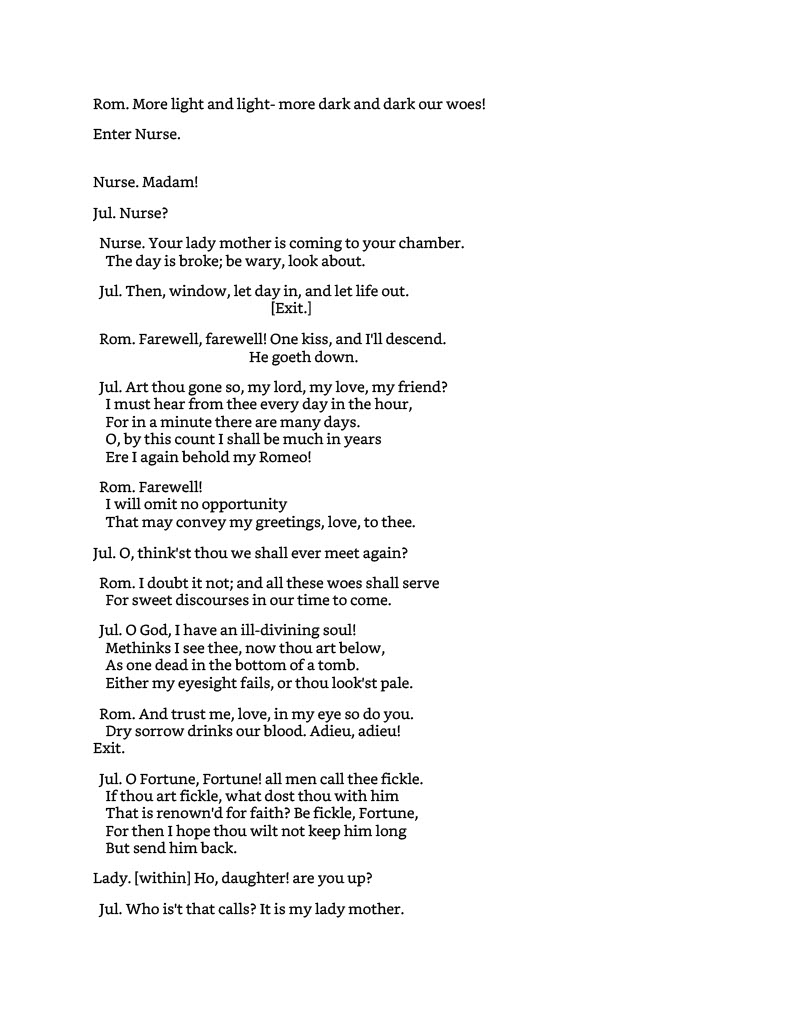 Rom. More light and light- more dark and dark our woes!
Enter Nurse.
Nurse. Madam!
Jul. Nurse?
Nurse. Your lady mother is coming to your chamber.
The day is broke; be wary, look about.
Jul. Then, window, let day in, and let life out.
[Exit.]
Rom. Farewell, farewell! One kiss, and I'll descend.
He goeth down.
Jul. Art thou gone so, my lord, my love, my friend?
I must hear from thee every day in the hour,
For in a minute there are many days.
O, by this count I shall be much in years
Ere I again behold my Romeo!
Rom. Farewell!
I will omit no opportunity
That may convey my greetings, love, to thee.
Jul. O, think'st thou we shall ever meet again?
Rom. I doubt it not; and all these woes shall serve
For sweet discourses in our time to come.
Jul. O God, I have an ill-divining soul!
Methinks I see thee, now thou art below,
As one dead in the bottom of a tomb.
Either my eyesight fails, or thou look'st pale.
Rom. And trust me, love, in my eye so do you.
Dry sorrow drinks our blood. Adieu, adieu!
Exit.
Jul. O Fortune, Fortune! all men call thee fickle.
If thou art fickle, what dost thou with him
That is renown'd for faith? Be fickle, Fortune,
For then I hope thou wilt not keep him long
But send him back.
Lady. [within] Ho, daughter! are you up?
Jul. Who is't that calls? It is my lady mother.